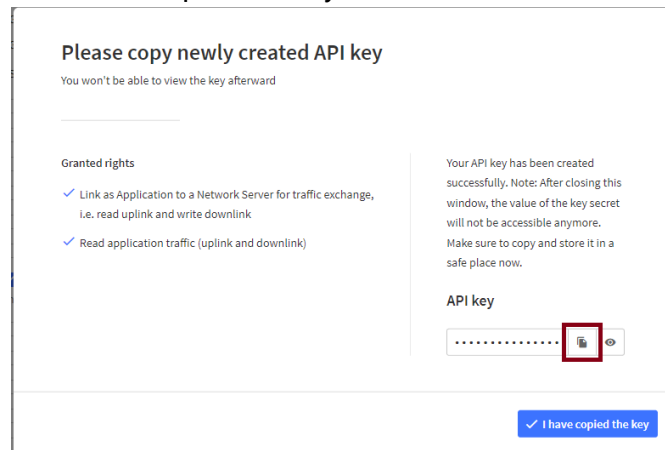 Please copy newly created API key
You won't be able to view the key afterward
Granted rights
Link as Application to a Network Server for traffic exchange,
i.e. read uplink and write downlink
Read application traffic (uplink and downlink)
Your API key has been created
successfully. Note: After closing this
window, the value of the key secret
will not be accessible anymore.
Make sure to copy and store it in a
safe place now.
API key
•••••••••••••••
I have copied the key